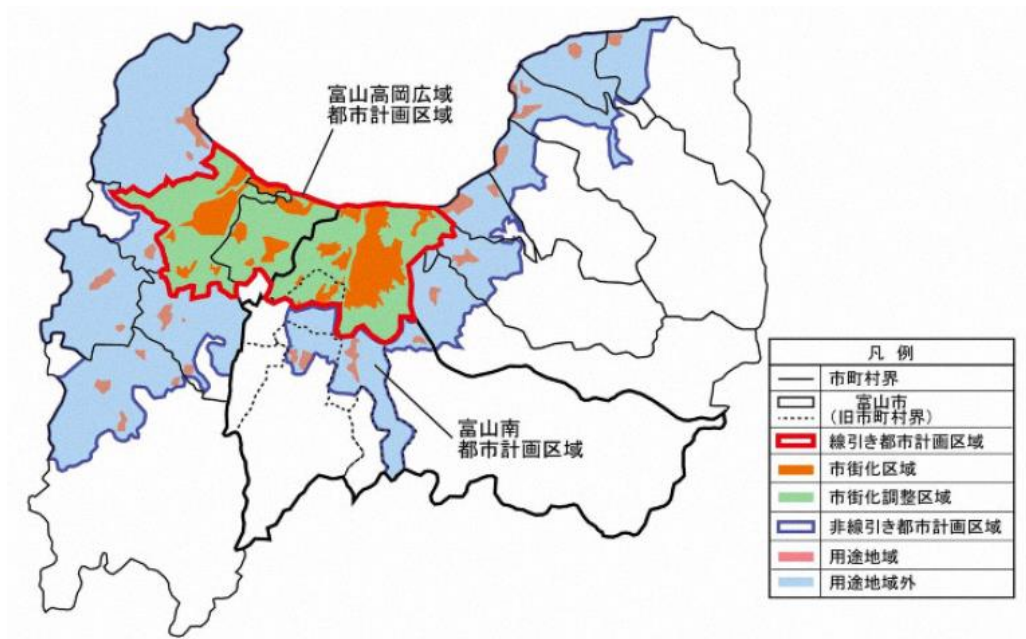 富山高岡広域
都市計画区域
富山南
都市計画区域
凡例
市町村界
富山市
(旧市町村界)
線引き都市計画区域
市街化区域
市街化調整区域
非線引き都市計画区域
用途地域
用途地域外